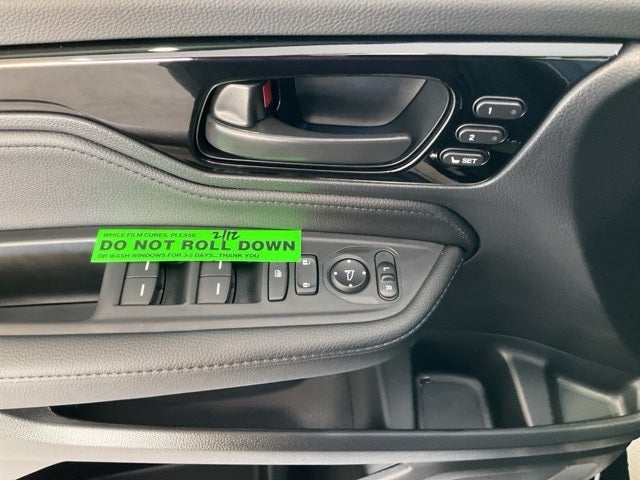 1
2
SET
WHILE FILM CURES, PLEASE 2/12
DO NOT ROLL DOWN
OR WASH WINDOWS FOR 3-5 DAYS...THANK YOU
L R